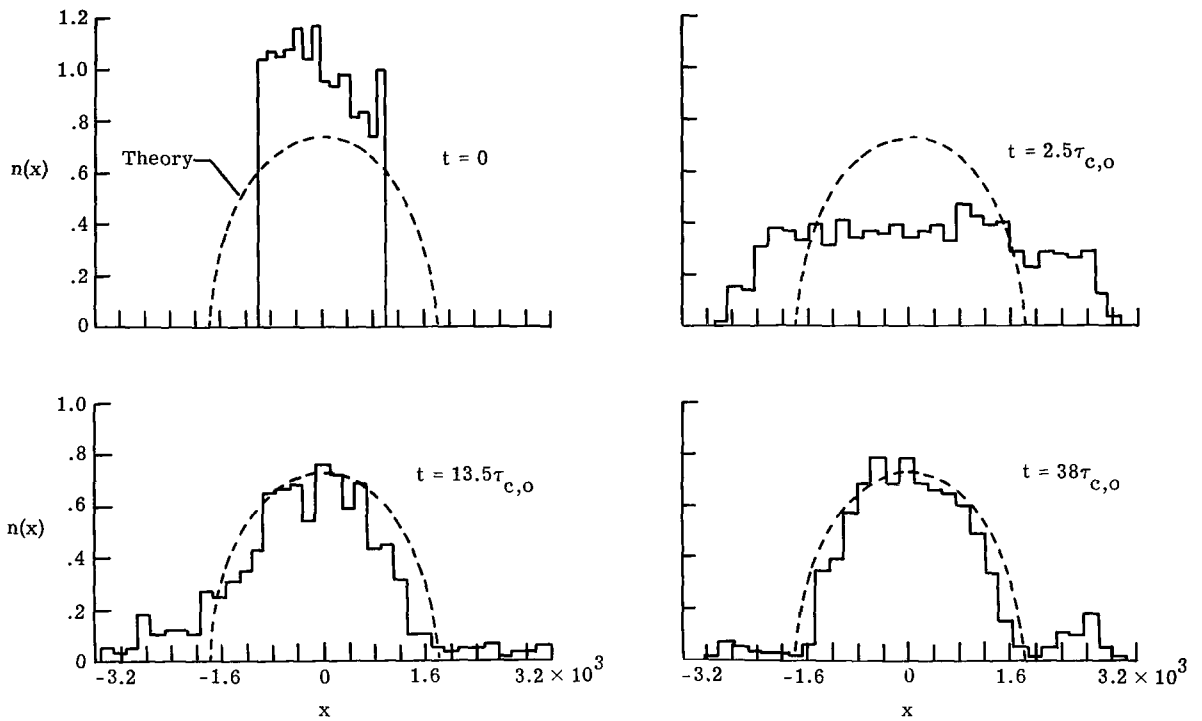 1.2
1.0
.8
Theory
t = 0
n(x)
.6
.4
.2
0
t = 2.5τc,o
1.0
.8
t = 13.5τc,o
.6
n(x)
.4
.2
0
-3.2
-1.6
0
1.6
3.2 × 10³
x
t = 38τc,o
-3.2
-1.6
0
1.6
3.2 × 10³
x